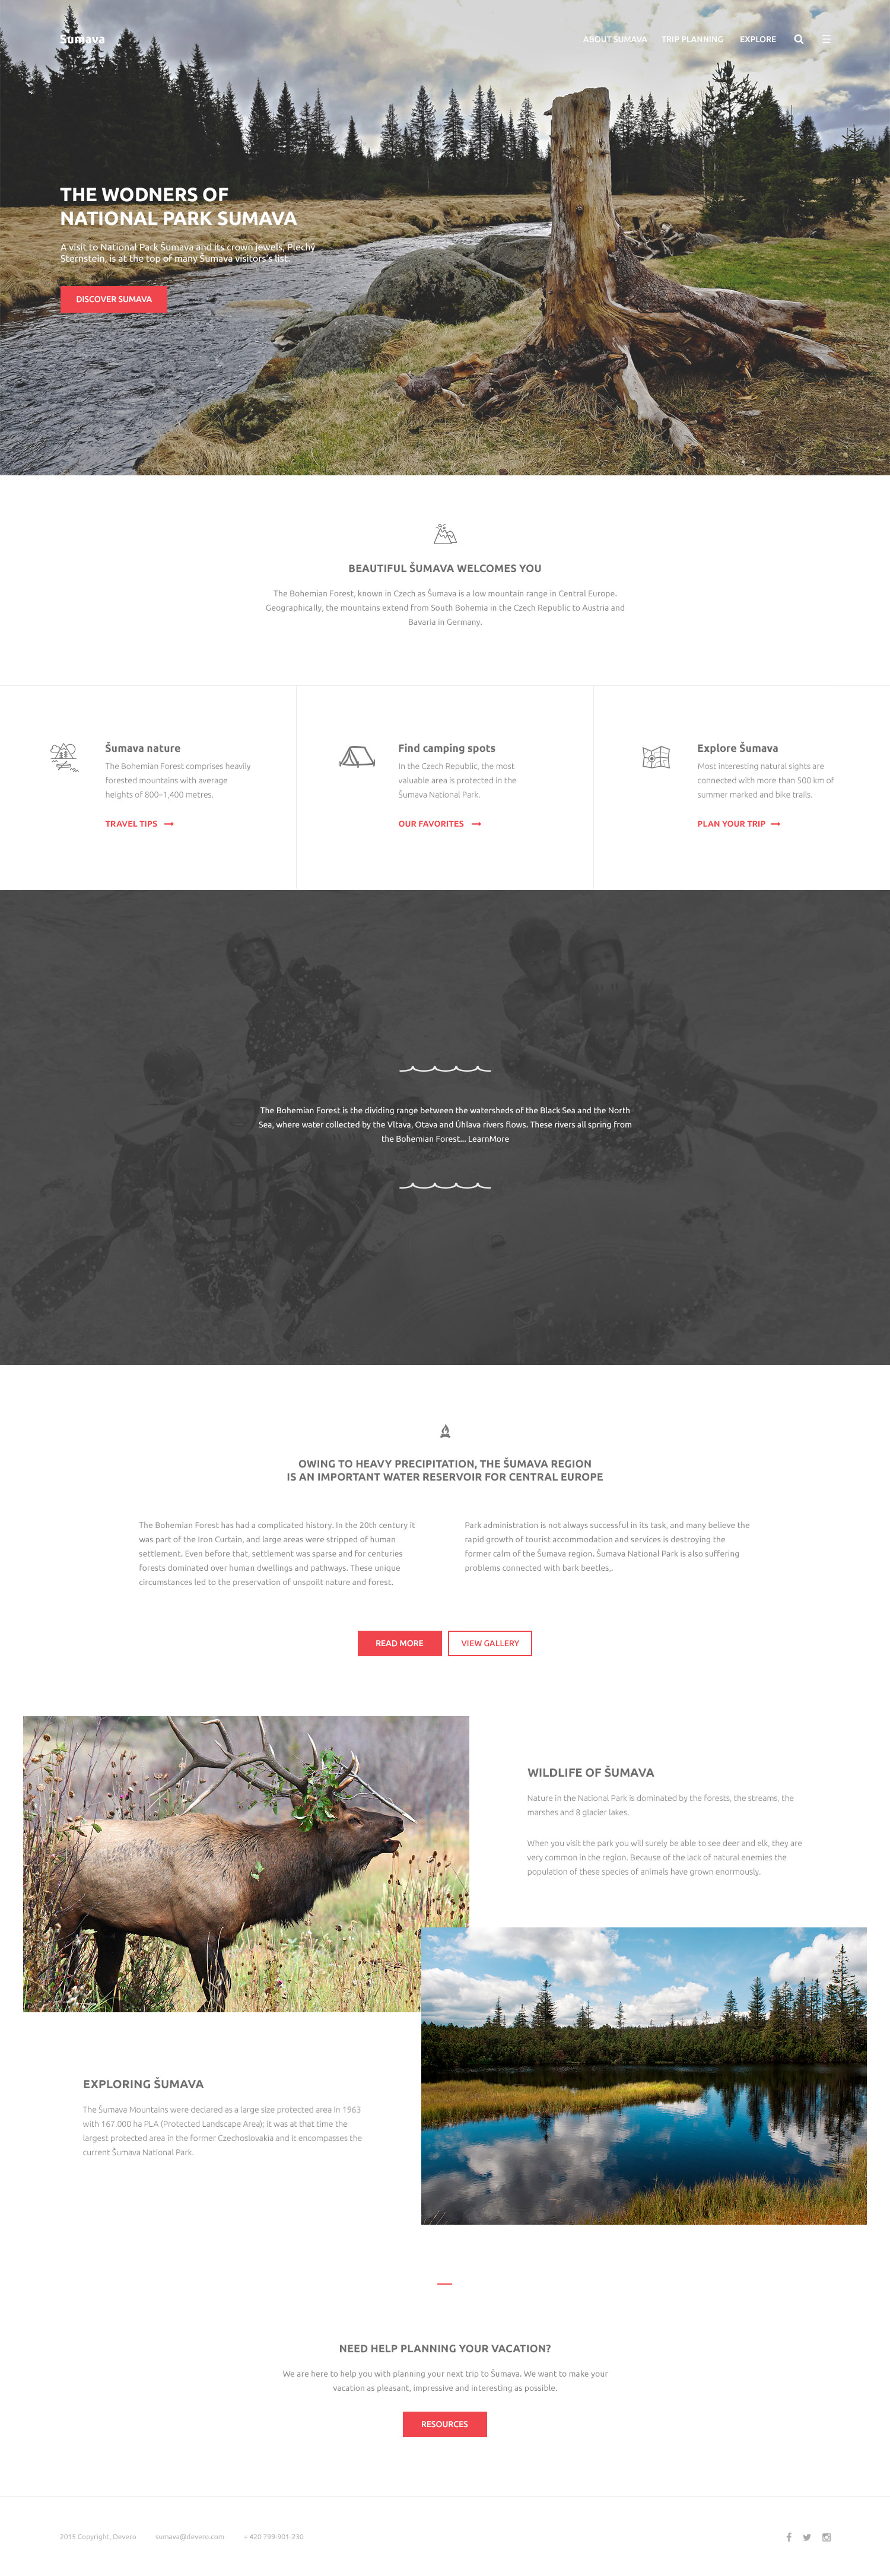 Šumava
ABOUT SUMAVA TRIP PLANNING EXPLORE
THE WODNERS OF
NATIONAL PARK SUMAVA
A visit to National Park Šumava and its crown jewels, Plechý
Sternstein, is at the top of many Šumava visitors's list.
DISCOVER SUMAVA
BEAUTIFUL ŠUMAVA WELCOMES YOU
The Bohemian Forest, known in Czech as Šumava is a low mountain range in Central Europe.
Geographically, the mountains extend from South Bohemia in the Czech Republic to Austria and
Bavaria in Germany.
Šumava nature
The Bohemian Forest comprises heavily
forested mountains with average
heights of 800–1,400 metres.
TRAVEL TIPS
Find camping spots
In the Czech Republic, the most
valuable area is protected in the
Šumava National Park.
OUR FAVORITES
Explore Šumava
Most interesting natural sights are
connected with more than 500 km of
summer marked and bike trails.
PLAN YOUR TRIP
The Bohemian Forest is the dividing range between the watersheds of the Black Sea and the North
Sea, where water collected by the Vltava, Otava and Úhlava rivers flows. These rivers all spring from
the Bohemian Forest... LearnMore
OWING TO HEAVY PRECIPITATION, THE ŠUMAVA REGION
IS AN IMPORTANT WATER RESERVOIR FOR CENTRAL EUROPE
The Bohemian Forest has had a complicated history. In the 20th century it
was part of the Iron Curtain, and large areas were stripped of human
settlement. Even before that, settlement was sparse and for centuries
forests dominated over human dwellings and pathways. These unique
circumstances led to the preservation of unspoilt nature and forest.
Park administration is not always successful in its task, and many believe the
rapid growth of tourist accommodation and services is destroying the
former calm of the Šumava region. Šumava National Park is also suffering
problems connected with bark beetles,.
READ MORE
VIEW GALLERY
WILDLIFE OF ŠUMAVA
Nature in the National Park is dominated by the forests, the streams, the
marshes and 8 glacier lakes.
When you visit the park you will surely be able to see deer and elk, they are
very common in the region. Because of the lack of natural enemies the
population of these species of animals have grown enormously.
EXPLORING ŠUMAVA
The Šumava Mountains were declared as a large size protected area in 1963
with 167.000 ha PLA (Protected Landscape Area); it was at that time the
largest protected area in the former Czechoslovakia and it encompasses the
current Šumava National Park.
NEED HELP PLANNING YOUR VACATION?
We are here to help you with planning your next trip to Šumava. We want to make your
vacation as pleasant, impressive and interesting as possible.
RESOURCES
2015 Copyright, Devero sumava@devero.com + 420 799-901-230